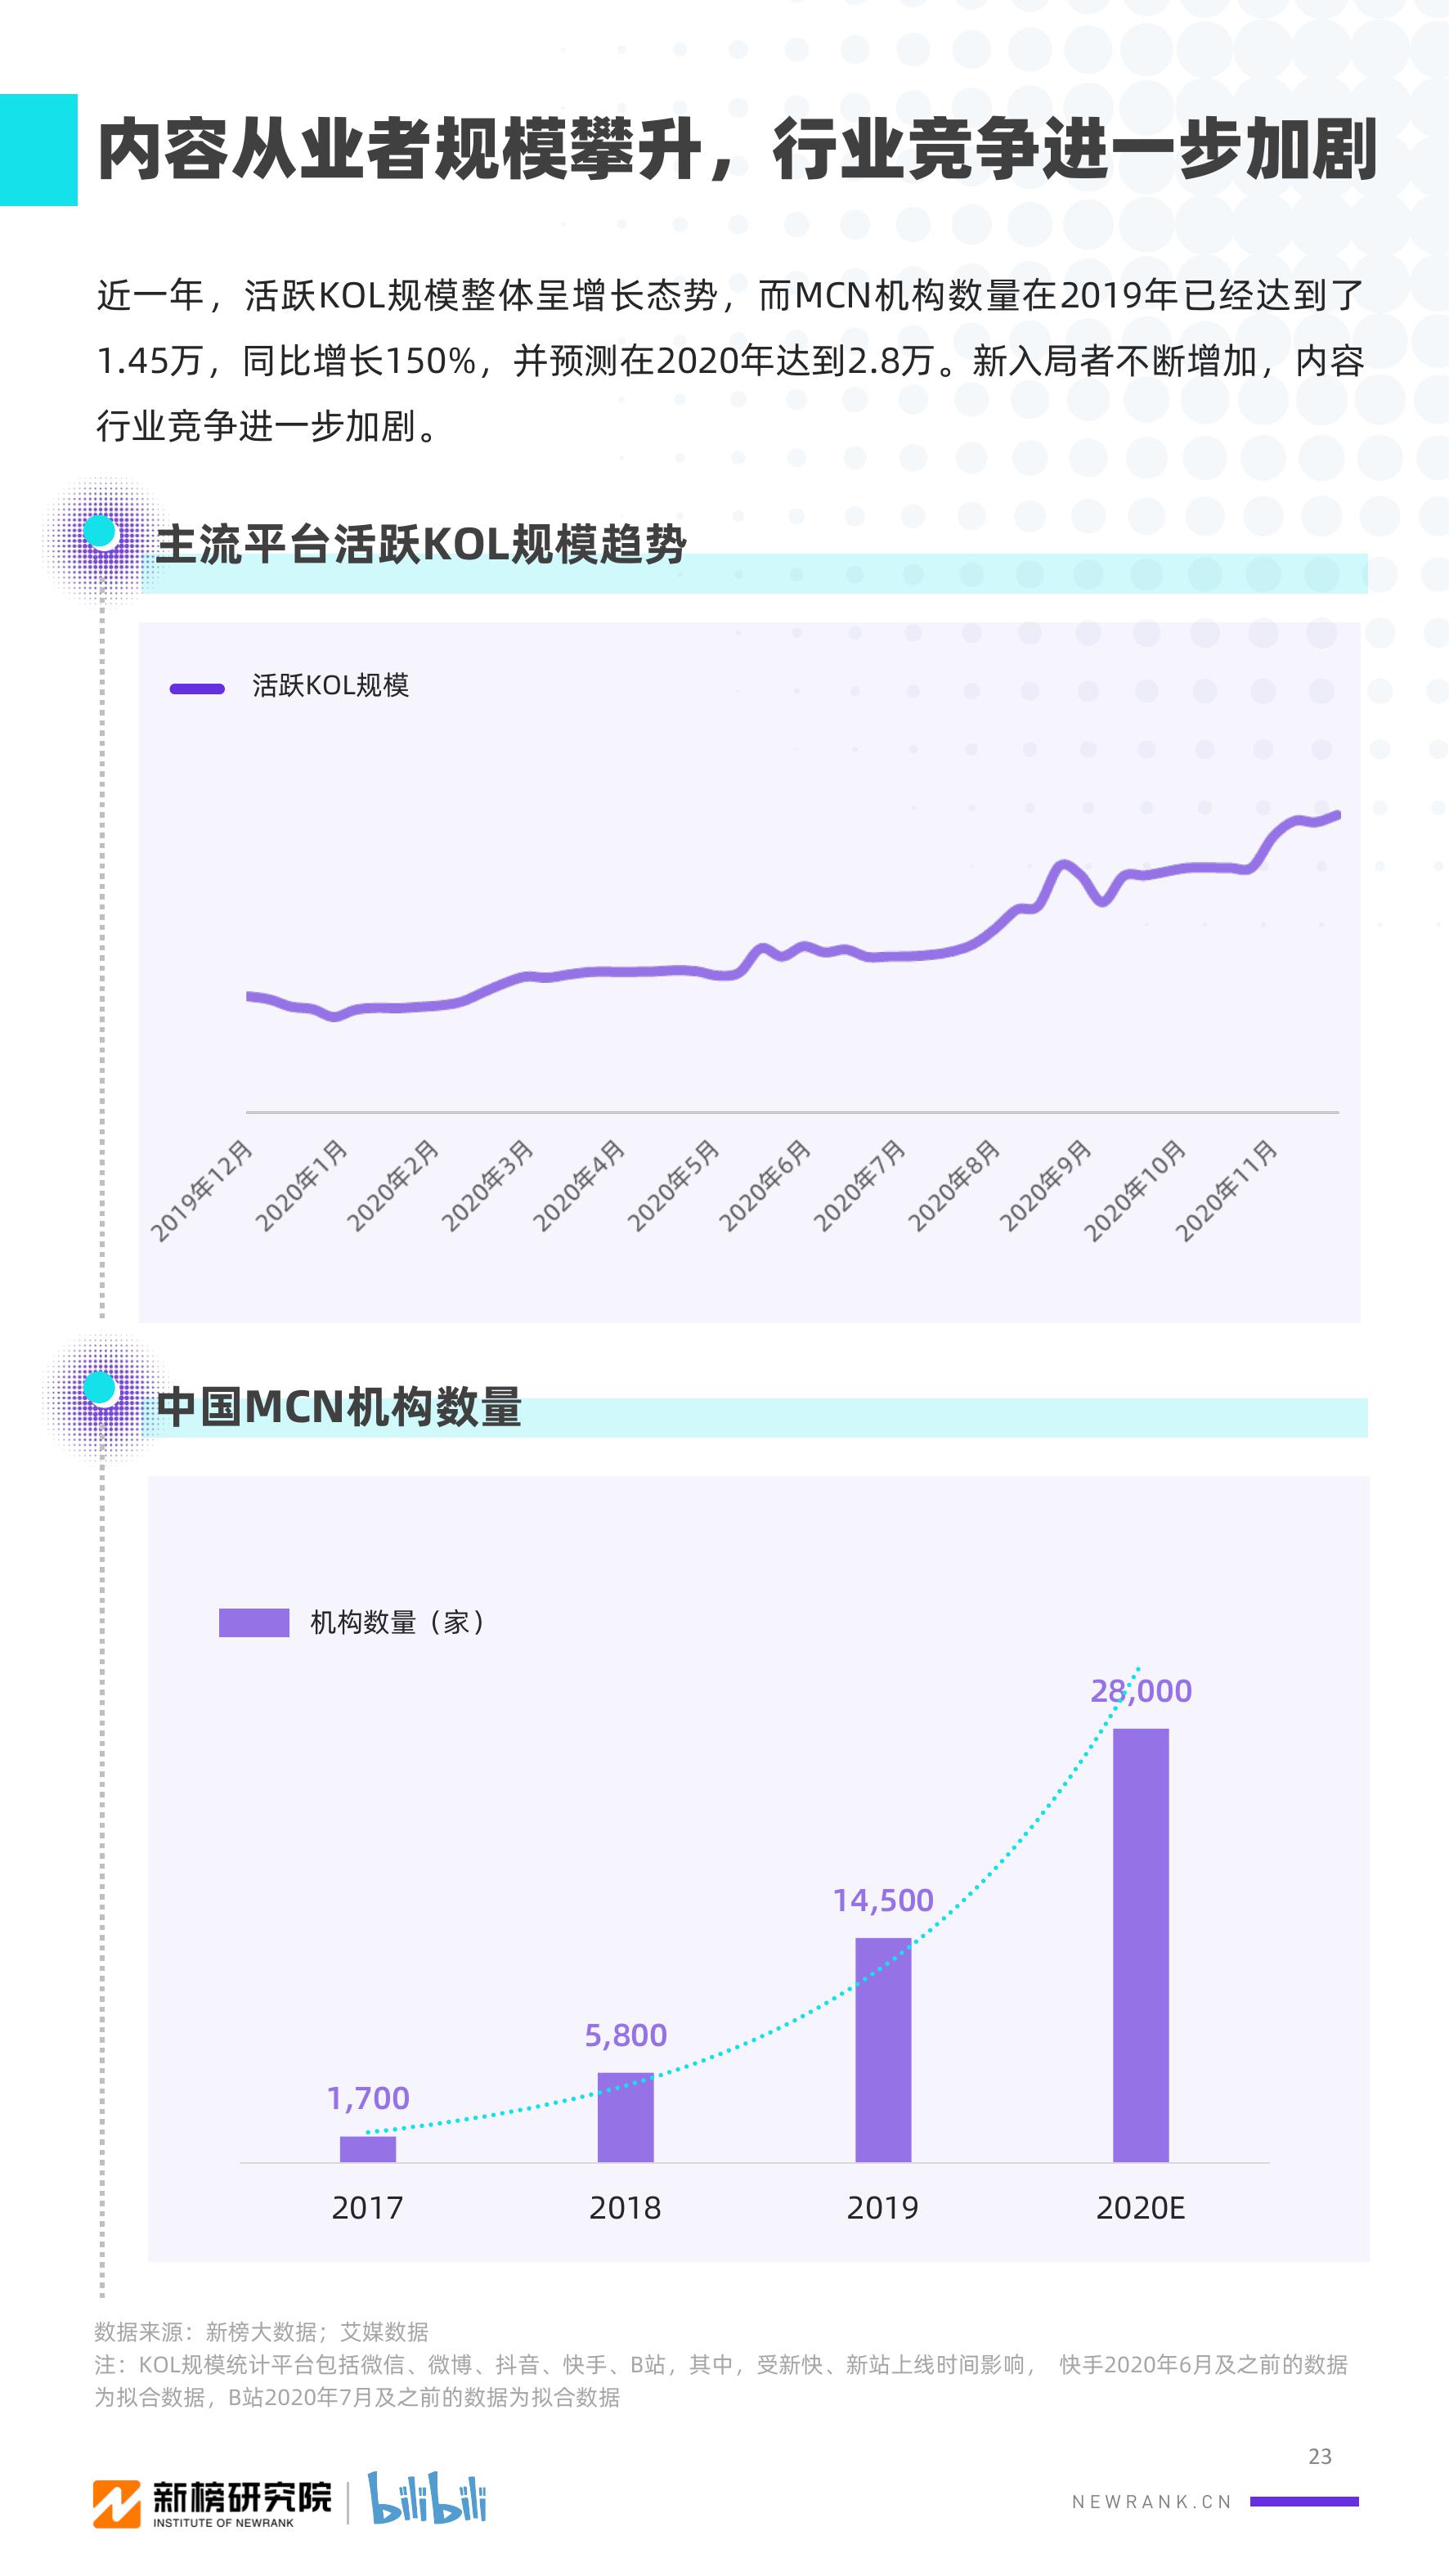 内容从业者规模攀升，行业竞争进一步加剧
近一年，活跃KOL规模整体呈增长态势，而MCN机构数量在2019年已经达到了
1.45万，同比增长150%，并预测在2020年达到2.8万。新入局者不断增加，内容
行业竞争进一步加剧。
主流平台活跃KOL规模趋势
活跃KOL规模
2019年12月
2020年1月
2020年2月
2020年3月
2020年4月
2020年5月
2020年6月
2020年7月
2020年8月
2020年9月
2020年10月
2020年11月
中国MCN机构数量
机构数量（家）
28,000
14,500
5,800
1,700
2017
2018
2019
2020E
数据来源：新榜大数据；艾媒数据
注：KOL规模统计平台包括微信、微博、抖音、快手、B站，其中，受新快、新站上线时间影响， 快手2020年6月及之前的数据
为拟合数据，B站2020年7月及之前的数据为拟合数据
23
新榜研究院
INSTITUTE OF NEWRANK
bilibili
NEWRANK.CN